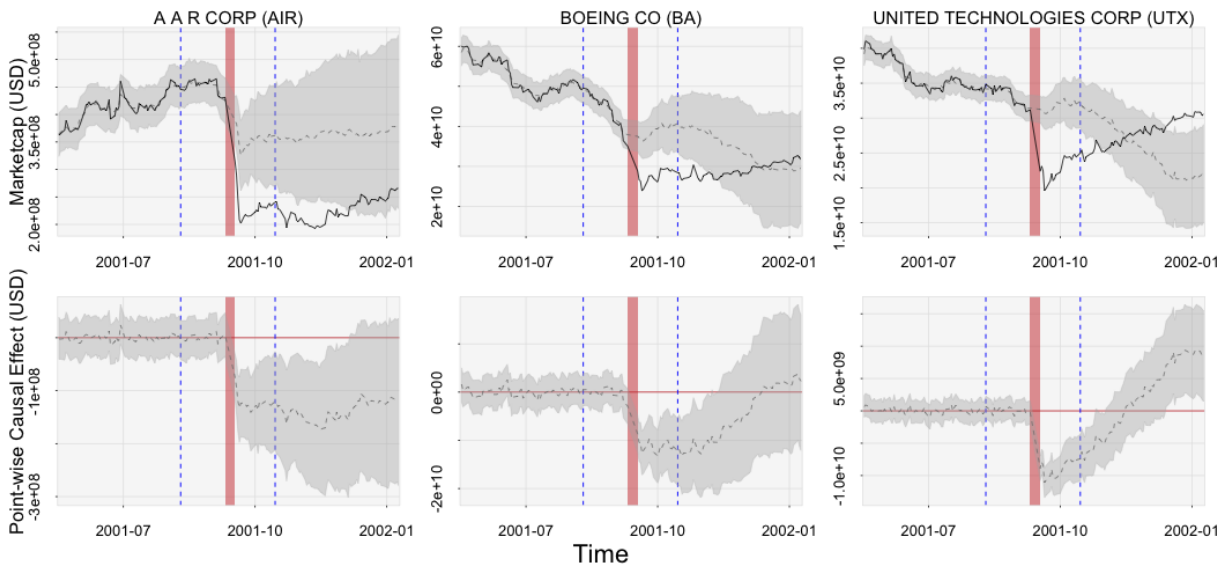 A A R CORP (AIR)
BOEING CO (BA)
UNITED TECHNOLOGIES CORP (UTX)
Marketcap (USD)
5.0e+08
3.5e+08
2.0e+08
6e+10
4e+10
2e+10
3.5e+10
2.5e+10
1.5e+10
2001-07
2001-10
2002-01
2001-07
2001-10
2002-01
2001-07
2001-10
2002-01
Point-wise Causal Effect (USD)
-1e+08
-3e+08
0e+00
-2e+10
5.0e+09
-1.0e+10
2001-07
2001-10
2002-01
2001-07
2001-10
2002-01
2001-07
2001-10
2002-01
Time